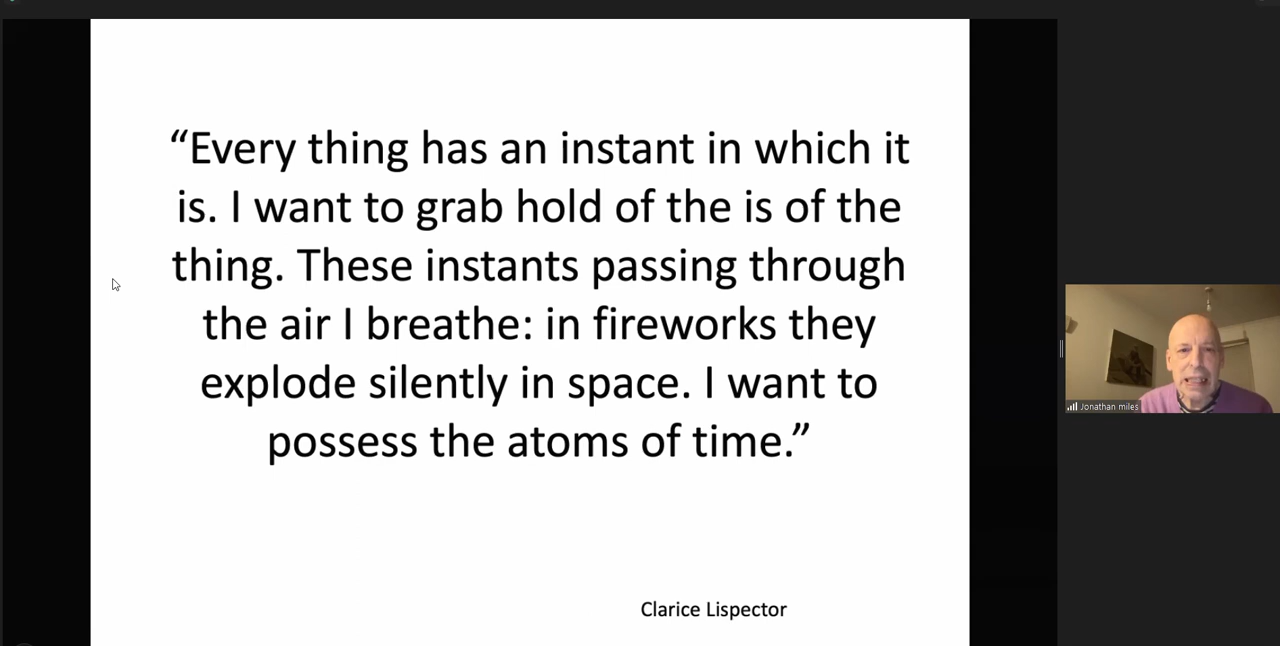 “Every thing has an instant in which it
is. I want to grab hold of the is of the
thing. These instants passing through
the air I breathe: in fireworks they
explode silently in space. I want to
possess the atoms of time.”
Clarice Lispector
Jonathan miles